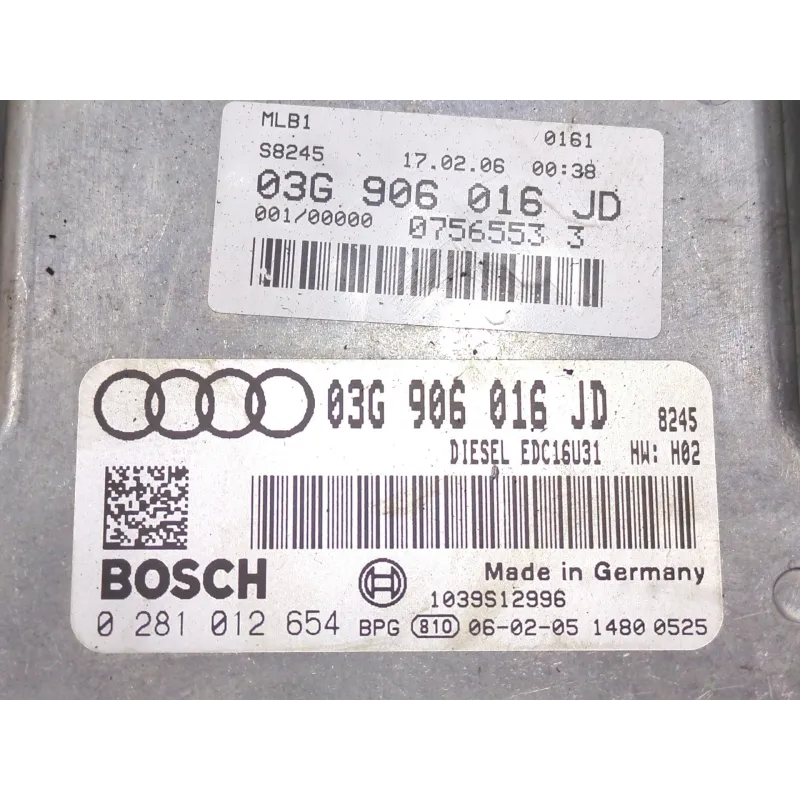 MLB1 0161
S8245 17.02.06 00:38
03G 906 016 JD
001/00000 0756553 3
03G 906 016 JD 8245
DIESEL EDC16U31 HW: H02
BOSCH Made in Germany
1039S12996
0 281 012 654 BPG 810 06-02-05 1480 0525